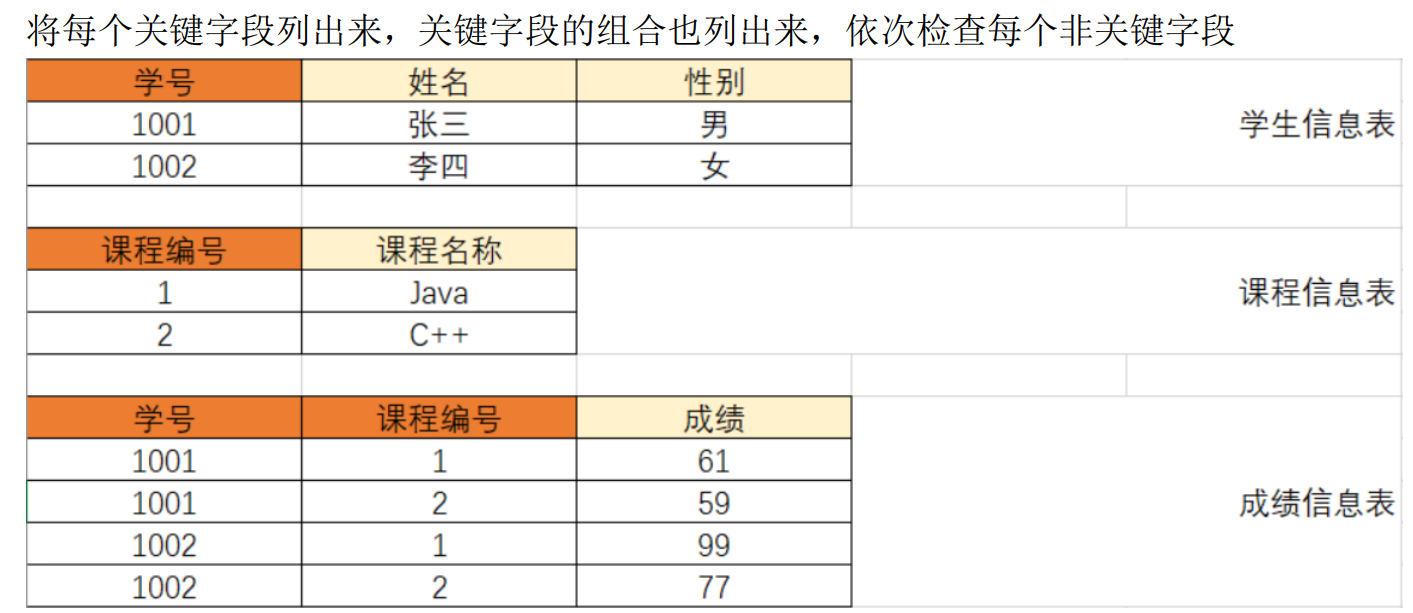 将每个关键字段列出来，关键字段的组合也列出来，依次检查每个非关键字段
学号 姓名 性别
1001 张三 男 学生信息表
1002 李四 女
课程编号 课程名称
1 Java 课程信息表
2 C++
学号 课程编号 成绩
1001 1 61
1001 2 59 成绩信息表
1002 1 99
1002 2 77